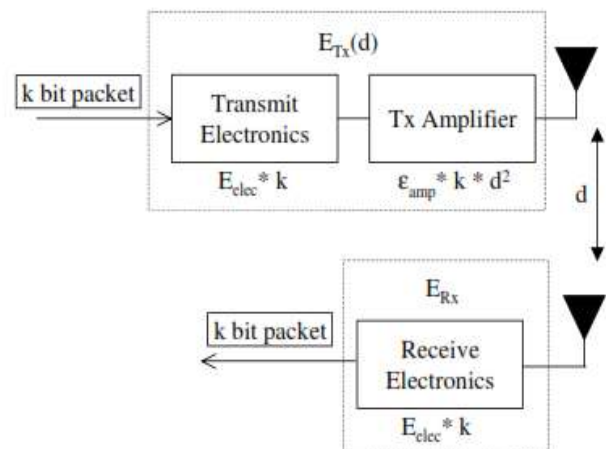 E_Tx(d)
k bit packet
Transmit
Electronics
Tx Amplifier
E_elec* k
ε_amp* k * d²
d
E_Rx
k bit packet
Receive
Electronics
E_elec* k